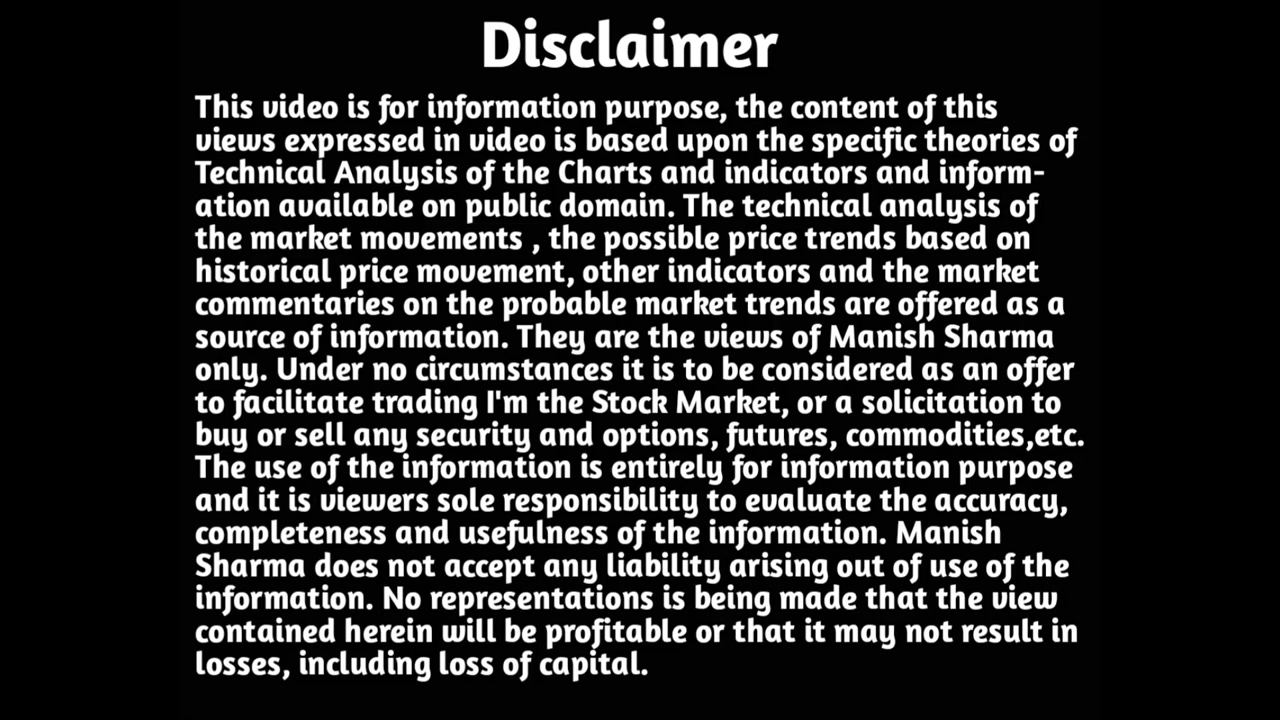 Disclaimer
This video is for information purpose, the content of this
views expressed in video is based upon the specific theories of
Technical Analysis of the Charts and indicators and inform-
ation available on public domain. The technical analysis of
the market movements , the possible price trends based on
historical price movement, other indicators and the market
commentaries on the probable market trends are offered as a
source of information. They are the views of Manish Sharma
only. Under no circumstances it is to be considered as an offer
to facilitate trading I'm the Stock Market, or a solicitation to
buy or sell any security and options, futures, commodities,etc.
The use of the information is entirely for information purpose
and it is viewers sole responsibility to evaluate the accuracy,
completeness and usefulness of the information. Manish
Sharma does not accept any liability arising out of use of the
information. No representations is being made that the view
contained herein will be profitable or that it may not result in
losses, including loss of capital.